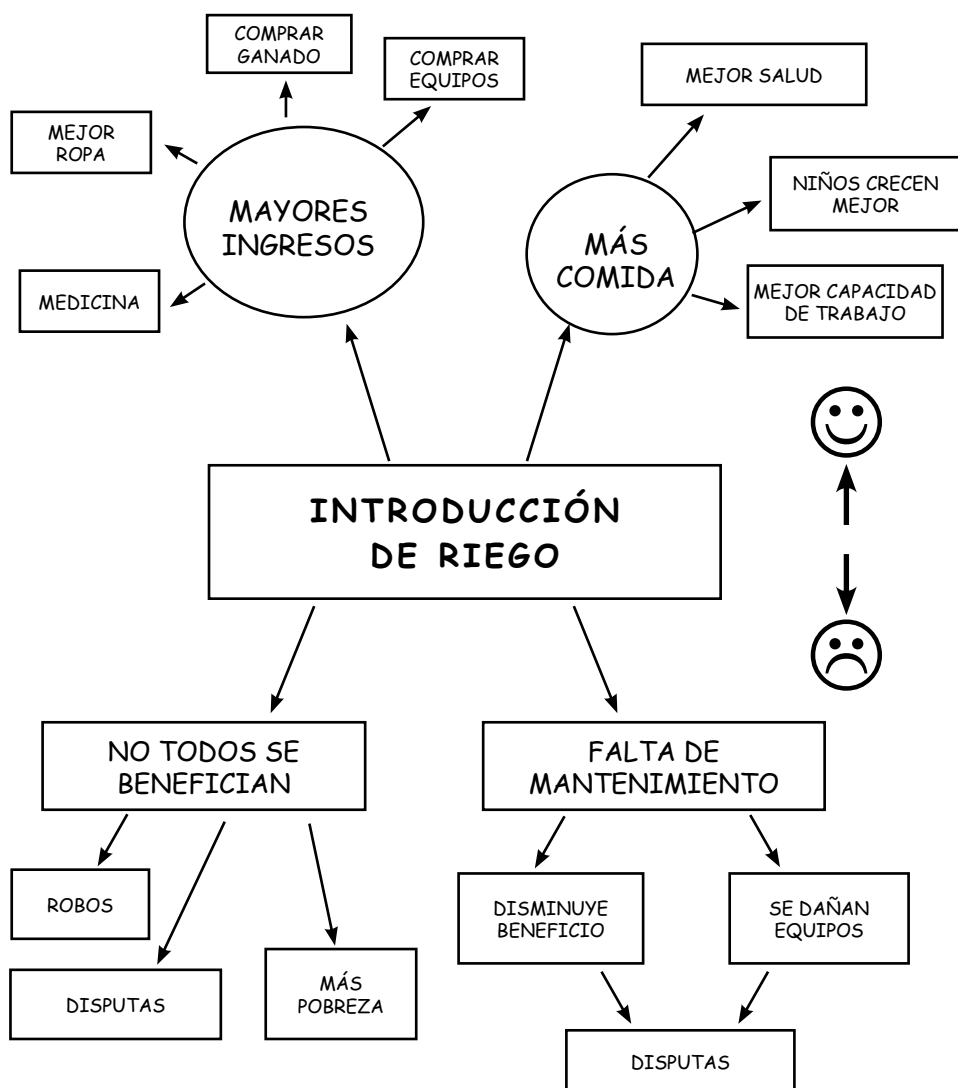 COMPRAR
GANADO
COMPRAR
EQUIPOS
MEJOR SALUD
MEJOR
ROPA
MAYORES
INGRESOS
NIÑOS CRECEN
MEJOR
MÁS
COMIDA
MEDICINA
MEJOR CAPACIDAD
DE TRABAJO
INTRODUCCIÓN
DE RIEGO
NO TODOS SE
BENEFICIAN
FALTA DE
MANTENIMIENTO
ROBOS
DISMINUYE
BENEFICIO
SE DAÑAN
EQUIPOS
DISPUTAS
MÁS
POBREZA
DISPUTAS